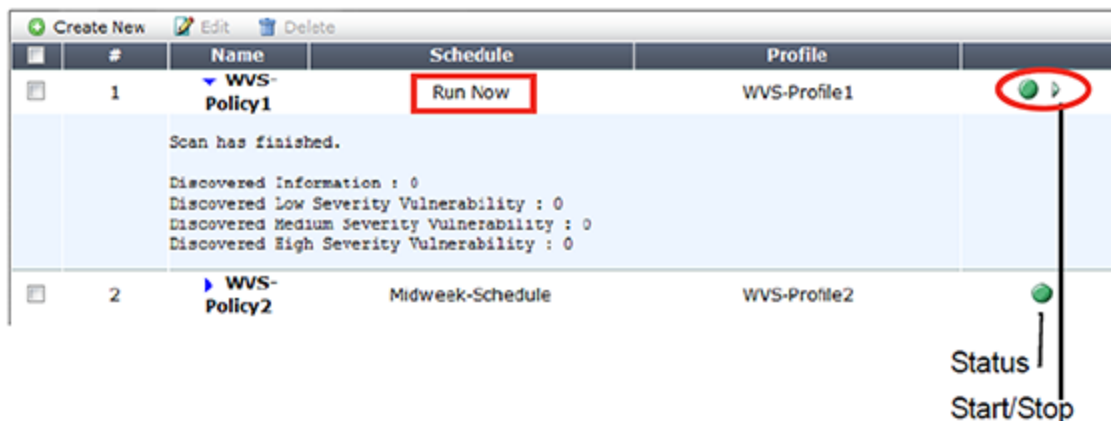 Create New Edit Delete
# Name Schedule Profile
1 WVS-Policy1 Run Now WVS-Profile1
Scan has finished.
Discovered Information : 0
Discovered Low Severity Vulnerability : 0
Discovered Medium Severity Vulnerability : 0
Discovered High Severity Vulnerability : 0
2 WVS-Policy2 Midweek-Schedule WVS-Profile2
Status
Start/Stop